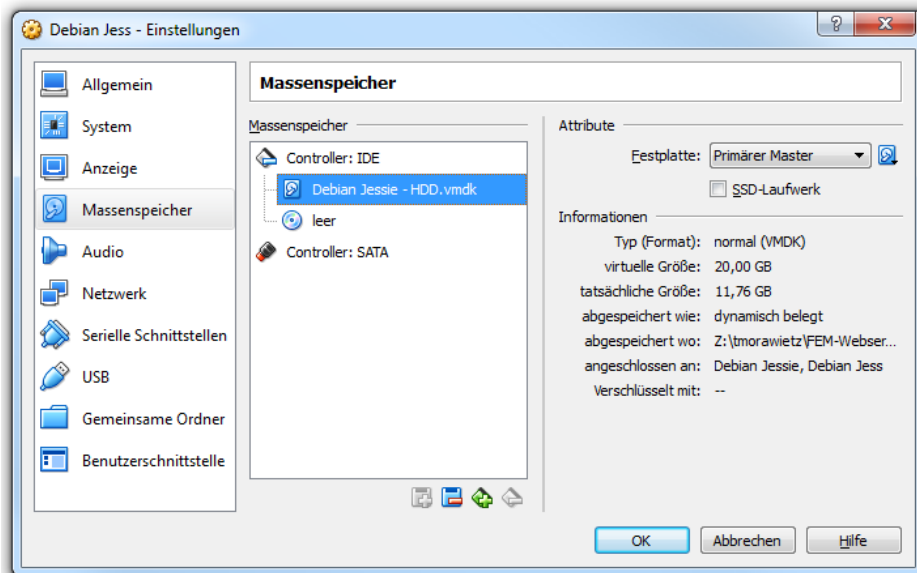 Debian Jess - Einstellungen
Allgemein
System
Anzeige
Massenspeicher
Audio
Netzwerk
Serielle Schnittstellen
USB
Gemeinsame Ordner
Benutzerschnittstelle
Massenspeicher
Massenspeicher
Controller: IDE
Debian Jessie - HDD.vmdk
leer
Controller: SATA
Attribute
Festplatte: Primärer Master
SSD-Laufwerk
Informationen
Typ (Format): normal (VMDK)
virtuelle Größe: 20,00 GB
tatsächliche Größe: 11,76 GB
abgespeichert wie: dynamisch belegt
abgespeichert wo: Z:\tmorawietz\FEM-Webser...
angeschlossen an: Debian Jessie, Debian Jess
Verschlüsselt mit: --
OK
Abbrechen
Hilfe